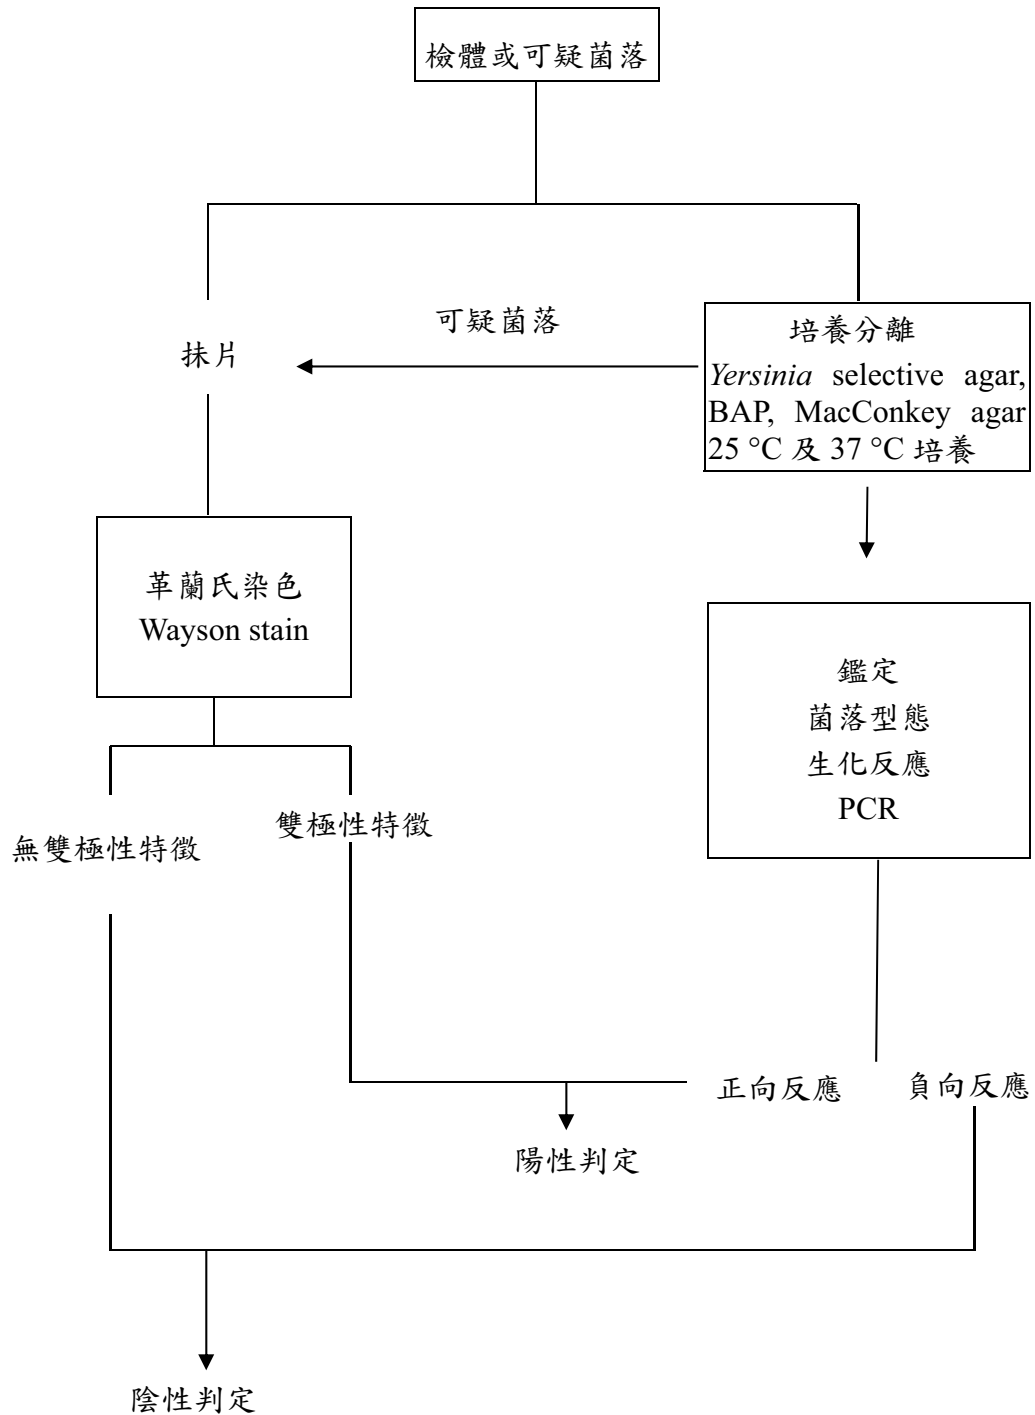 檢體或可疑菌落
可疑菌落
抹片
培養分離
Yersinia selective agar,
BAP, MacConkey agar
25 °C 及 37 °C 培養
革蘭氏染色
Wayson stain
鑑定
菌落型態
生化反應
PCR
無雙極性特徵
雙極性特徵
正向反應
負向反應
陽性判定
陰性判定